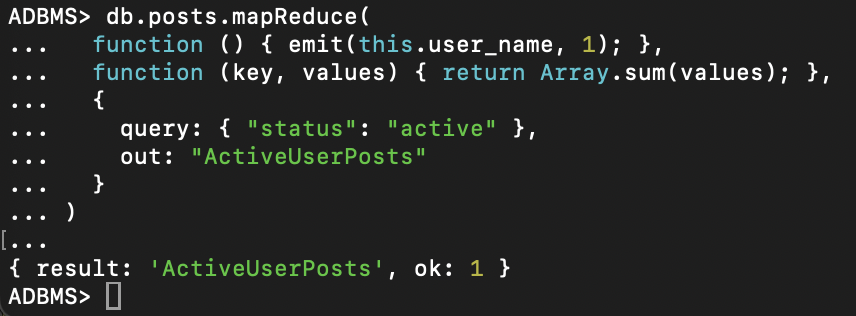 ADBMS> db.posts.mapReduce(
...   function () { emit(this.user_name, 1); },
...   function (key, values) { return Array.sum(values); },
...   {
...     query: { "status": "active" },
...     out: "ActiveUserPosts"
...   }
... )
[...
{ result: 'ActiveUserPosts', ok: 1 }
ADBMS>